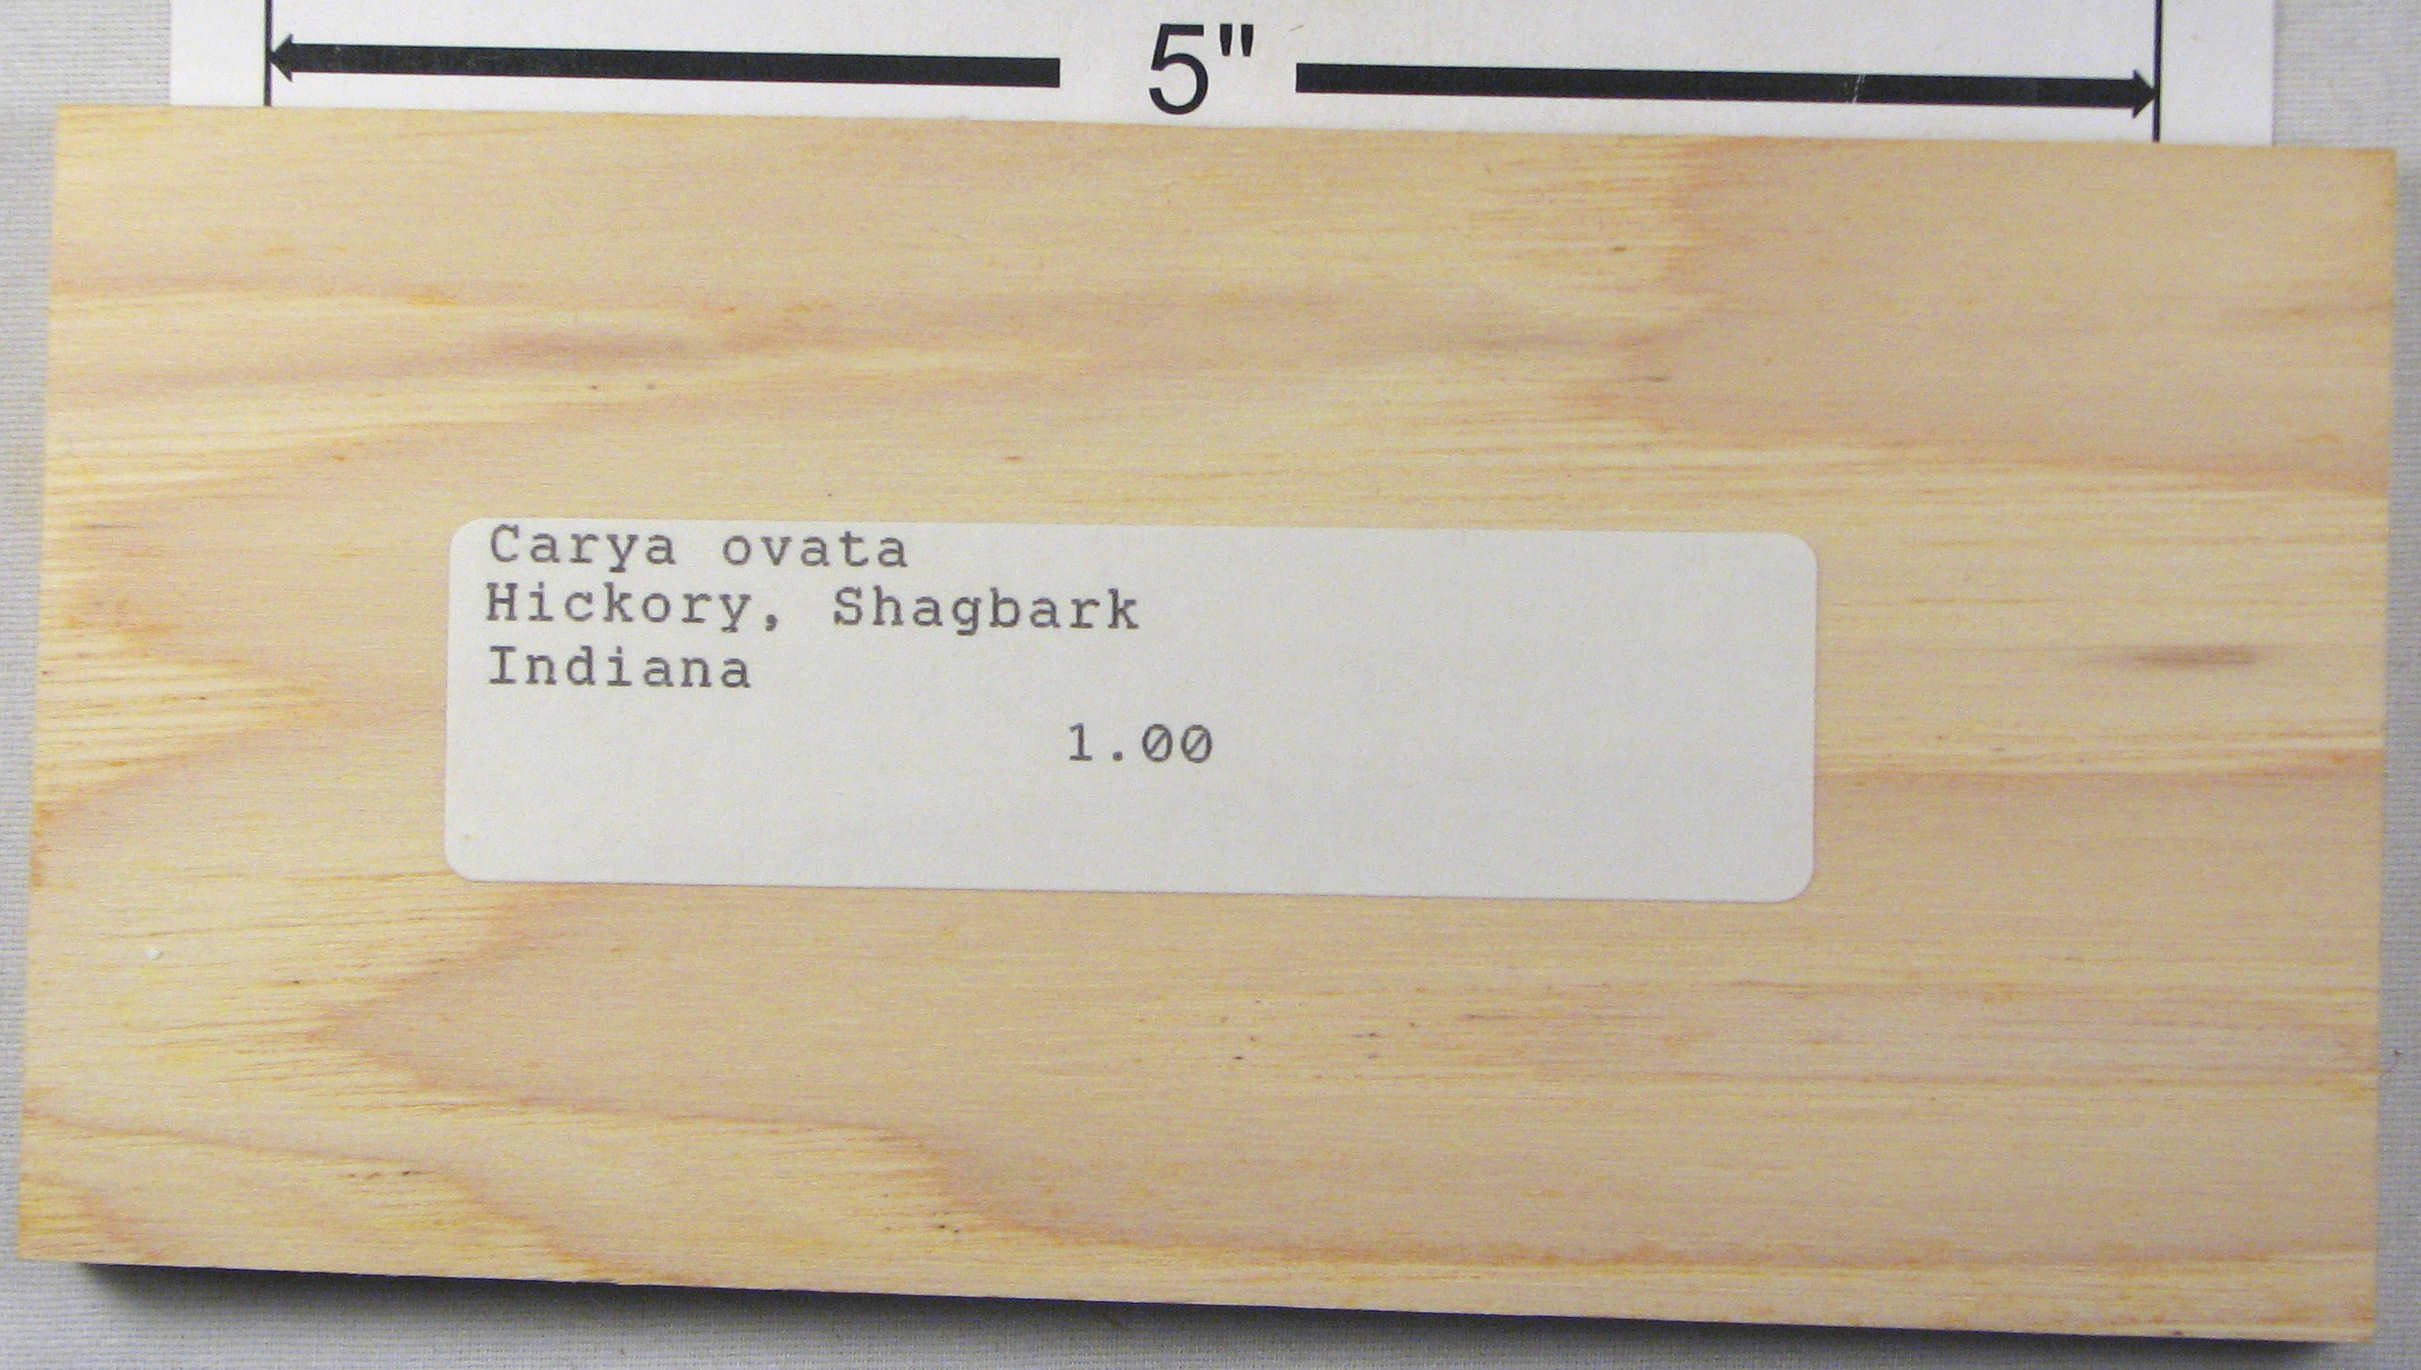 5"
Carya ovata
Hickory, Shagbark
Indiana
1.00